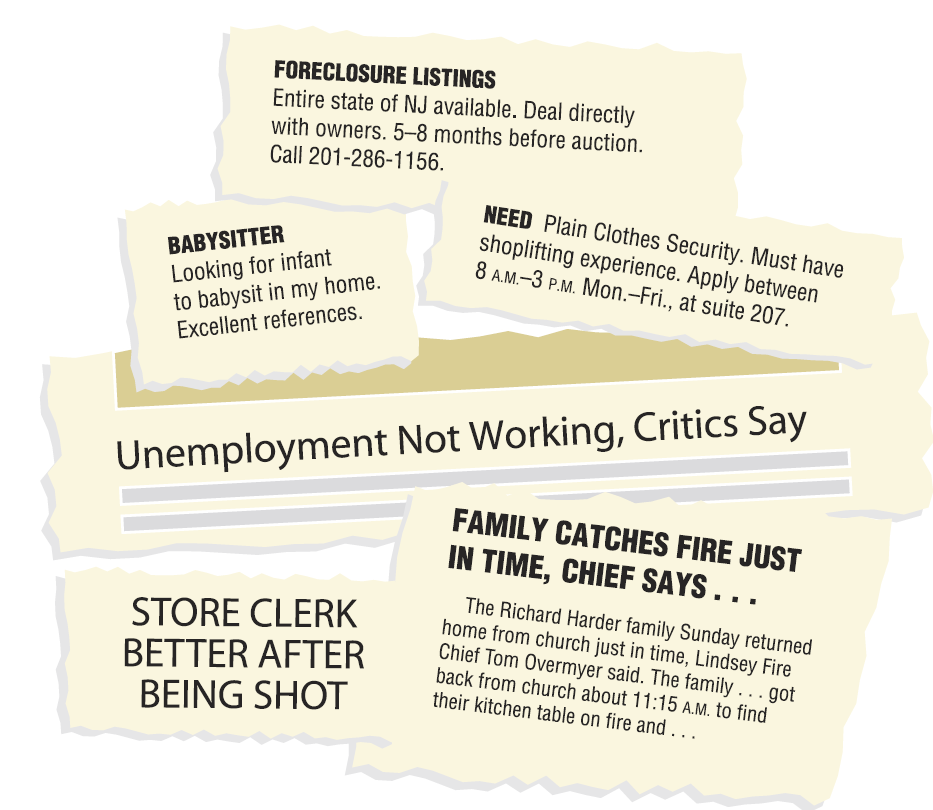 FORECLOSURE LISTINGS
Entire state of NJ available. Deal directly
with owners. 5–8 months before auction.
Call 201-286-1156.
BABYSITTER
Looking for infant
to babysit in my home.
Excellent references.
NEED Plain Clothes Security. Must have
shoplifting experience. Apply between
8 A.M.–3 P.M. Mon.–Fri., at suite 207.
Unemployment Not Working, Critics Say
STORE CLERK
BETTER AFTER
BEING SHOT
FAMILY CATCHES FIRE JUST
IN TIME, CHIEF SAYS . . .
The Richard Harder family Sunday returned
home from church just in time, Lindsey Fire
Chief Tom Overmyer said. The family . . . got
back from church about 11:15 A.M. to find
their kitchen table on fire and . . .